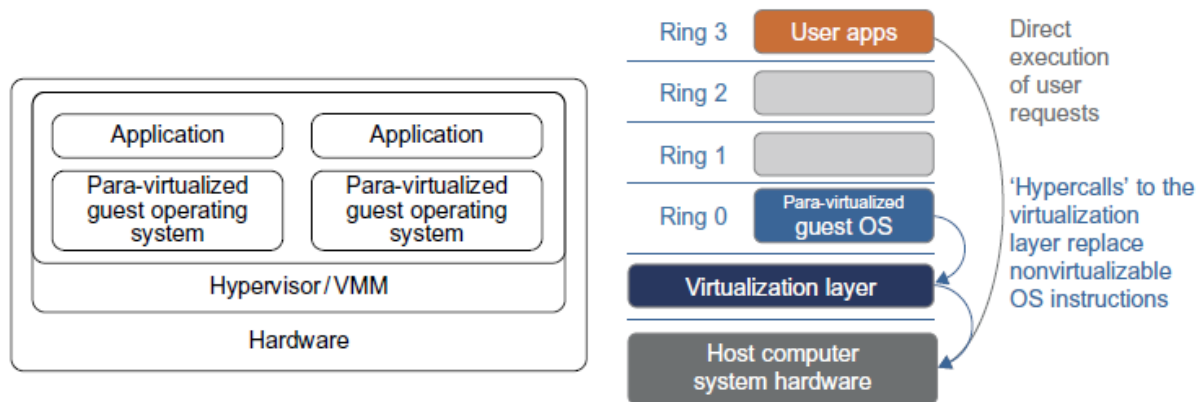 Application
Application
Para-virtualized
guest operating
system
Para-virtualized
guest operating
system
Hypervisor/VMM
Hardware
Ring 3
User apps
Ring 2
Ring 1
Ring 0
Para-virtualized
guest OS
Virtualization layer
Host computer
system hardware
Direct
execution
of user
requests
‘Hypercalls’ to the
virtualization
layer replace
nonvirtualizable
OS instructions